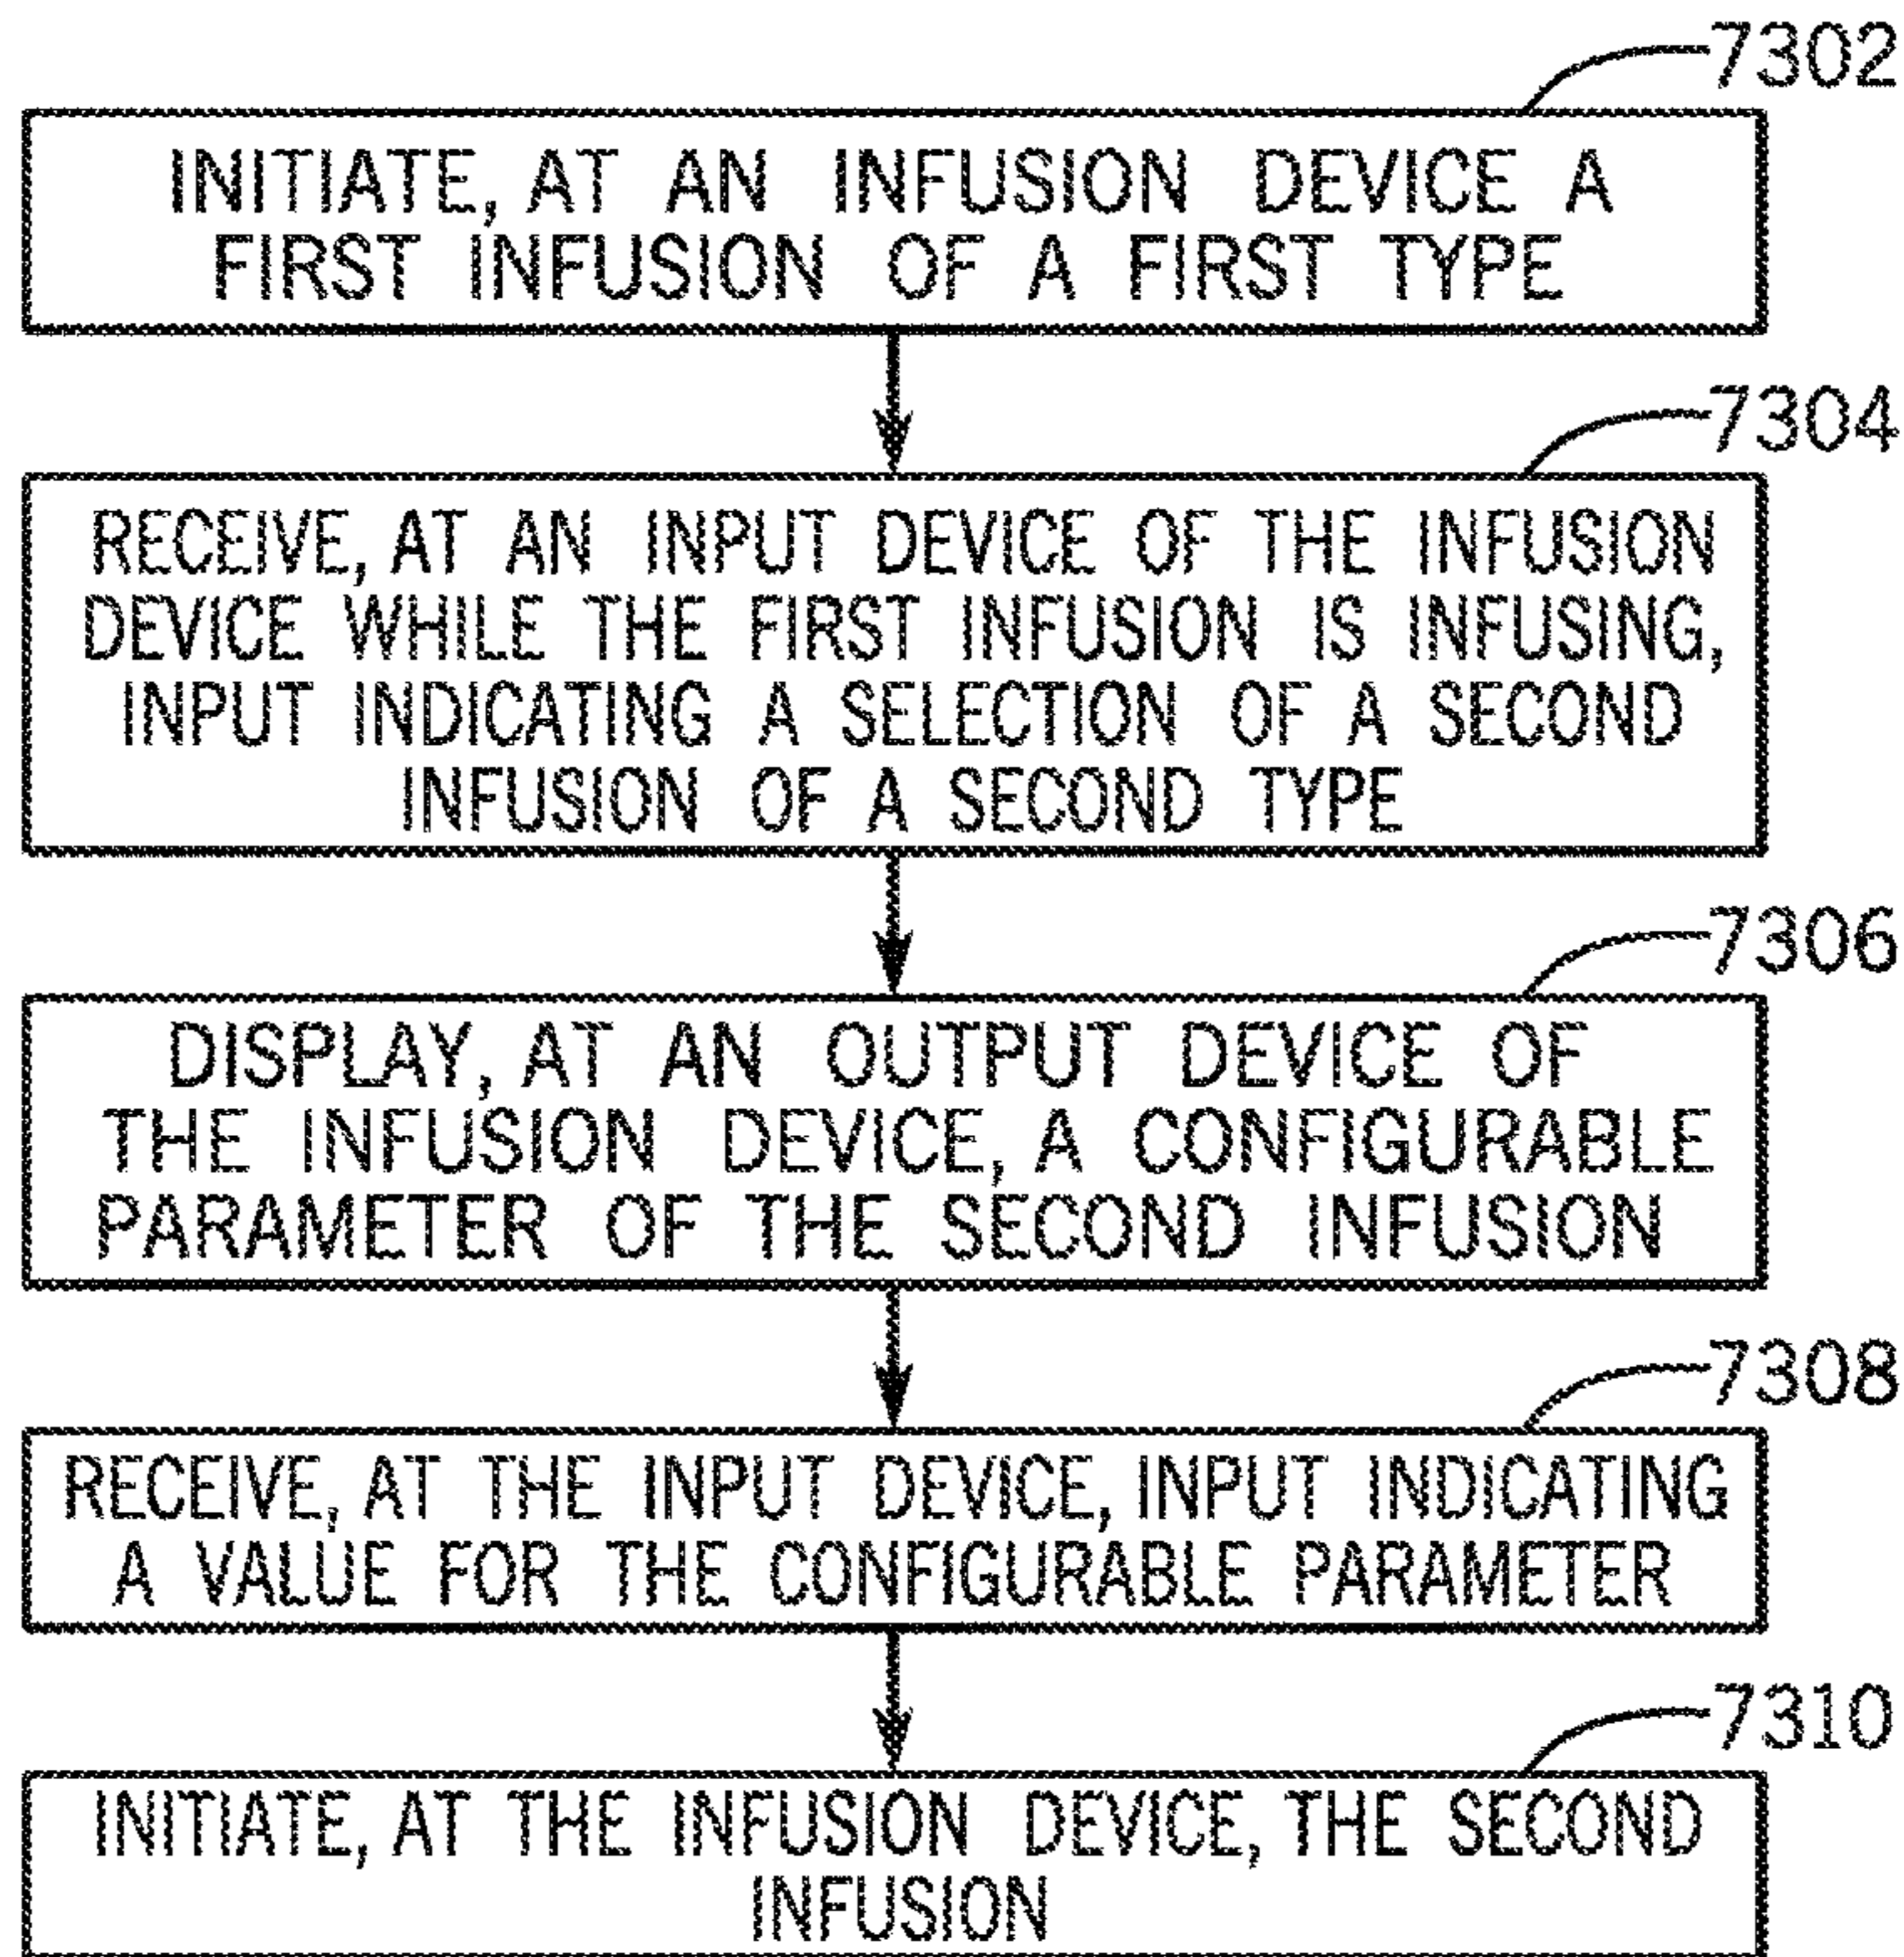 7302
INITIATE, AT AN INFUSION DEVICE A
FIRST INFUSION OF A FIRST TYPE
7304
RECEIVE, AT AN INPUT DEVICE OF THE INFUSION
DEVICE WHILE THE FIRST INFUSION IS INFUSING,
INPUT INDICATING A SELECTION OF A SECOND
INFUSION OF A SECOND TYPE
7306
DISPLAY, AT AN OUTPUT DEVICE OF
THE INFUSION DEVICE, A CONFIGURABLE
PARAMETER OF THE SECOND INFUSION
7308
RECEIVE, AT THE INPUT DEVICE, INPUT INDICATING
A VALUE FOR THE CONFIGURABLE PARAMETER
7310
INITIATE, AT THE INFUSION DEVICE, THE SECOND
INFUSION